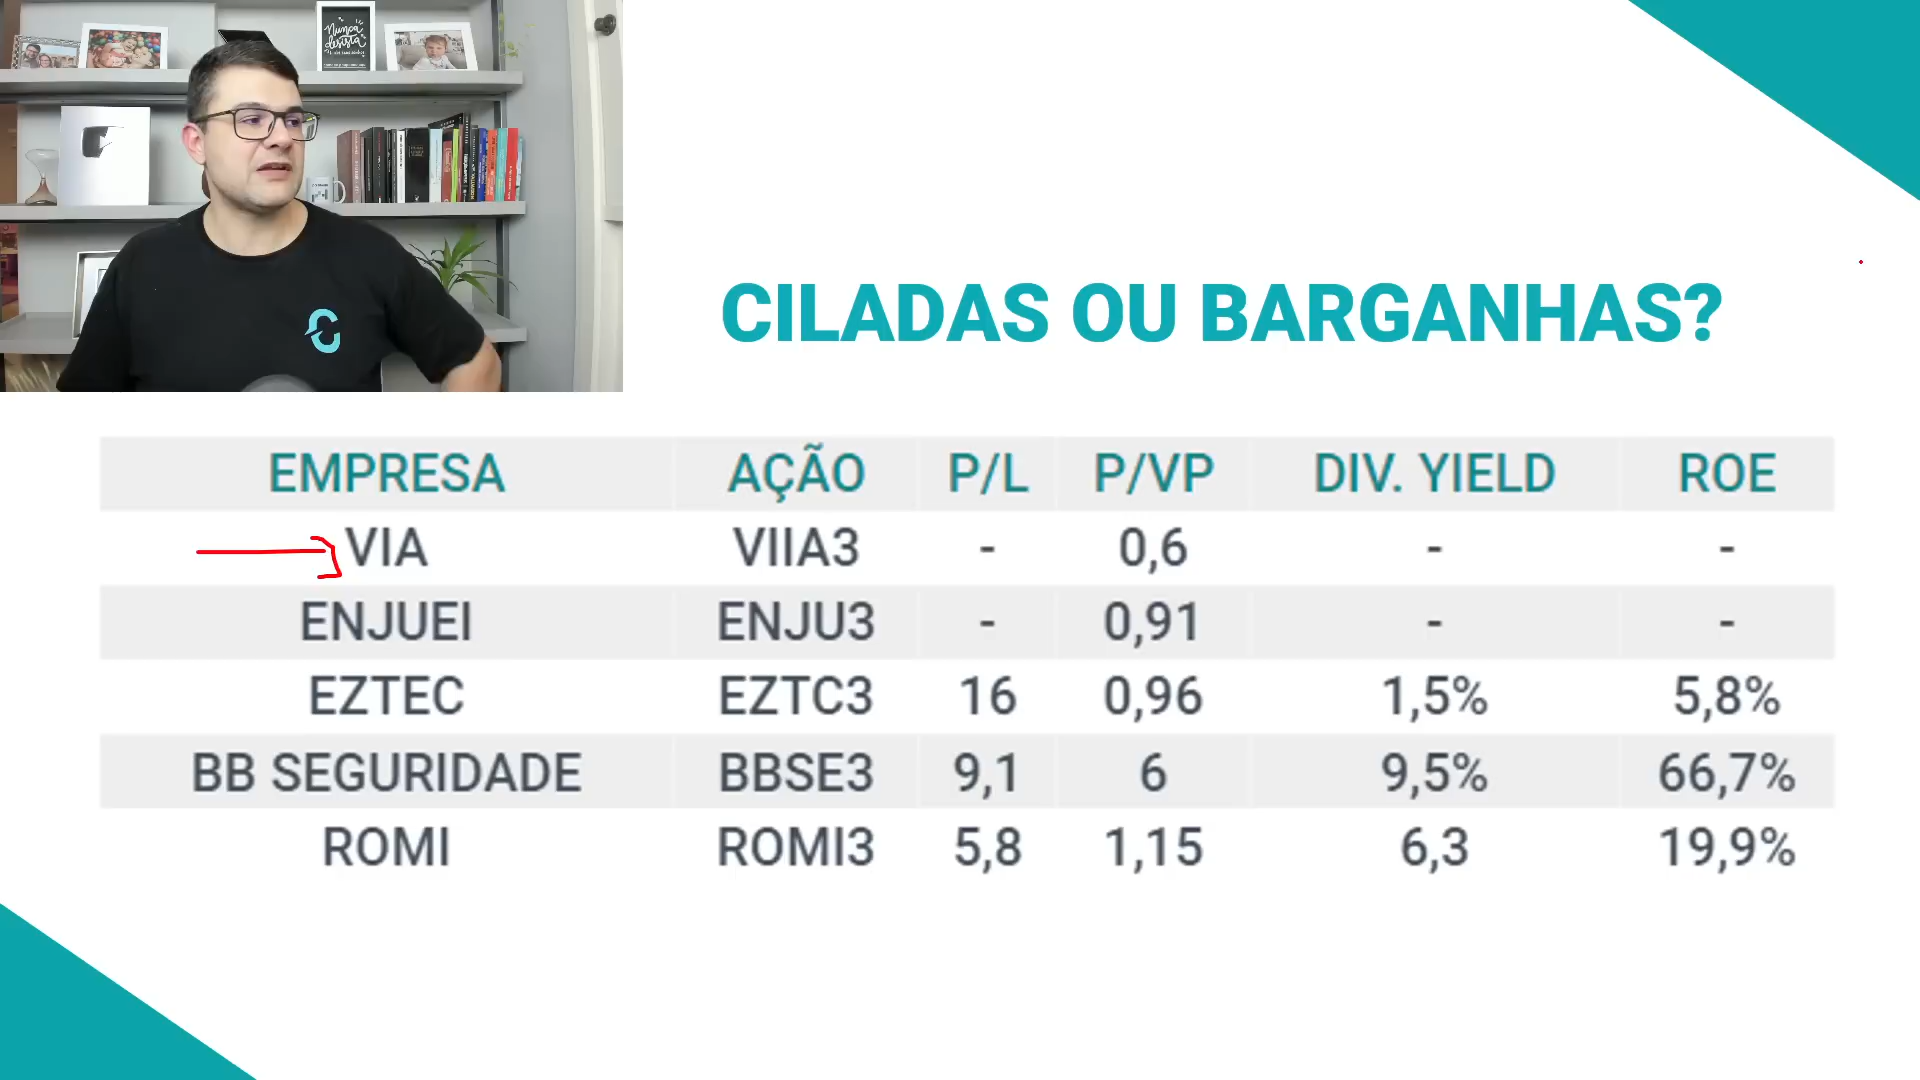 Nunca
desista
CILADAS OU BARGANHAS?
EMPRESA AÇÃO P/L P/VP DIV. YIELD ROE
VIA VIIA3 - 0,6 - -
ENJUEI ENJU3 - 0,91 - -
EZTEC EZTC3 16 0,96 1,5% 5,8%
BB SEGURIDADE BBSE3 9,1 6 9,5% 66,7%
ROMI ROMI3 5,8 1,15 6,3 19,9%